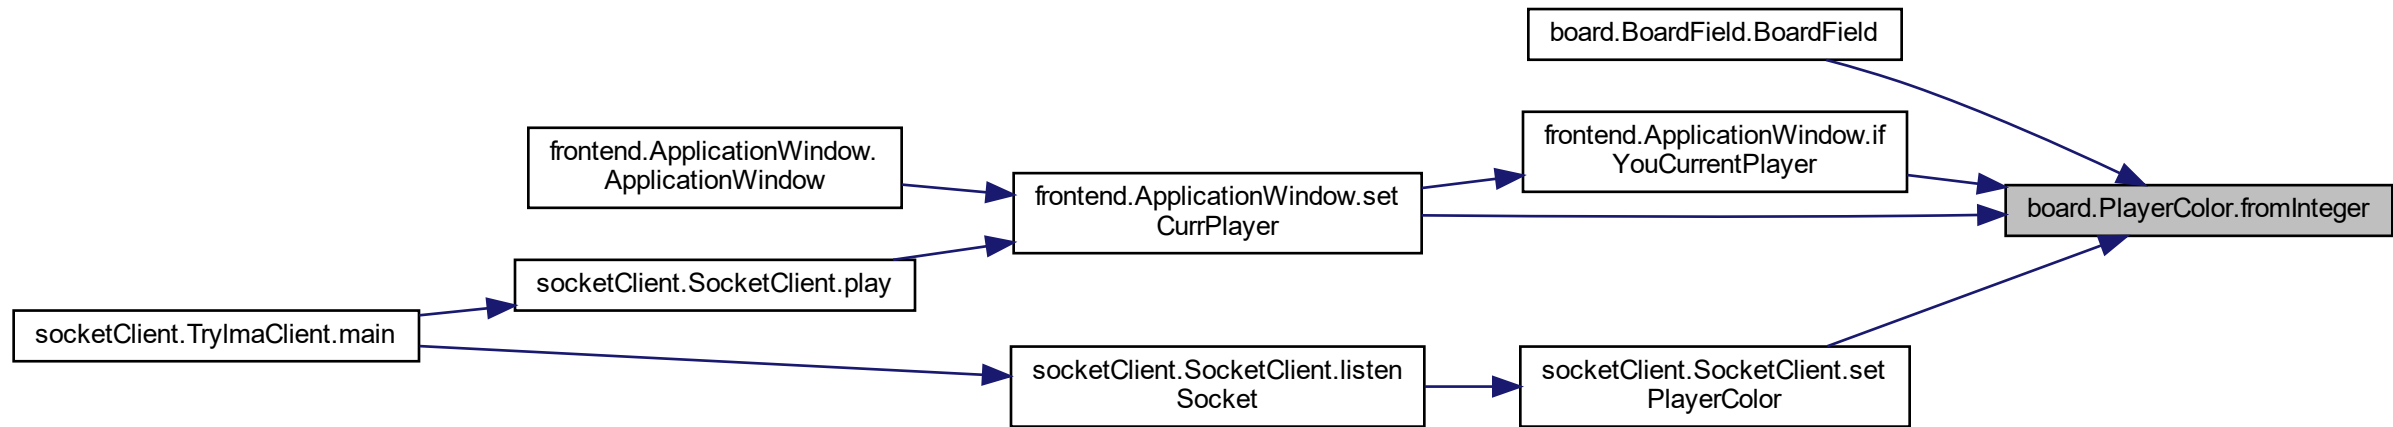 board.BoardField.BoardField
frontend.ApplicationWindow.if
YouCurrentPlayer
frontend.ApplicationWindow.
ApplicationWindow
frontend.ApplicationWindow.set
CurrPlayer
board.PlayerColor.fromInteger
socketClient.SocketClient.play
socketClient.TryImaClient.main
socketClient.SocketClient.listen
Socket
socketClient.SocketClient.set
PlayerColor